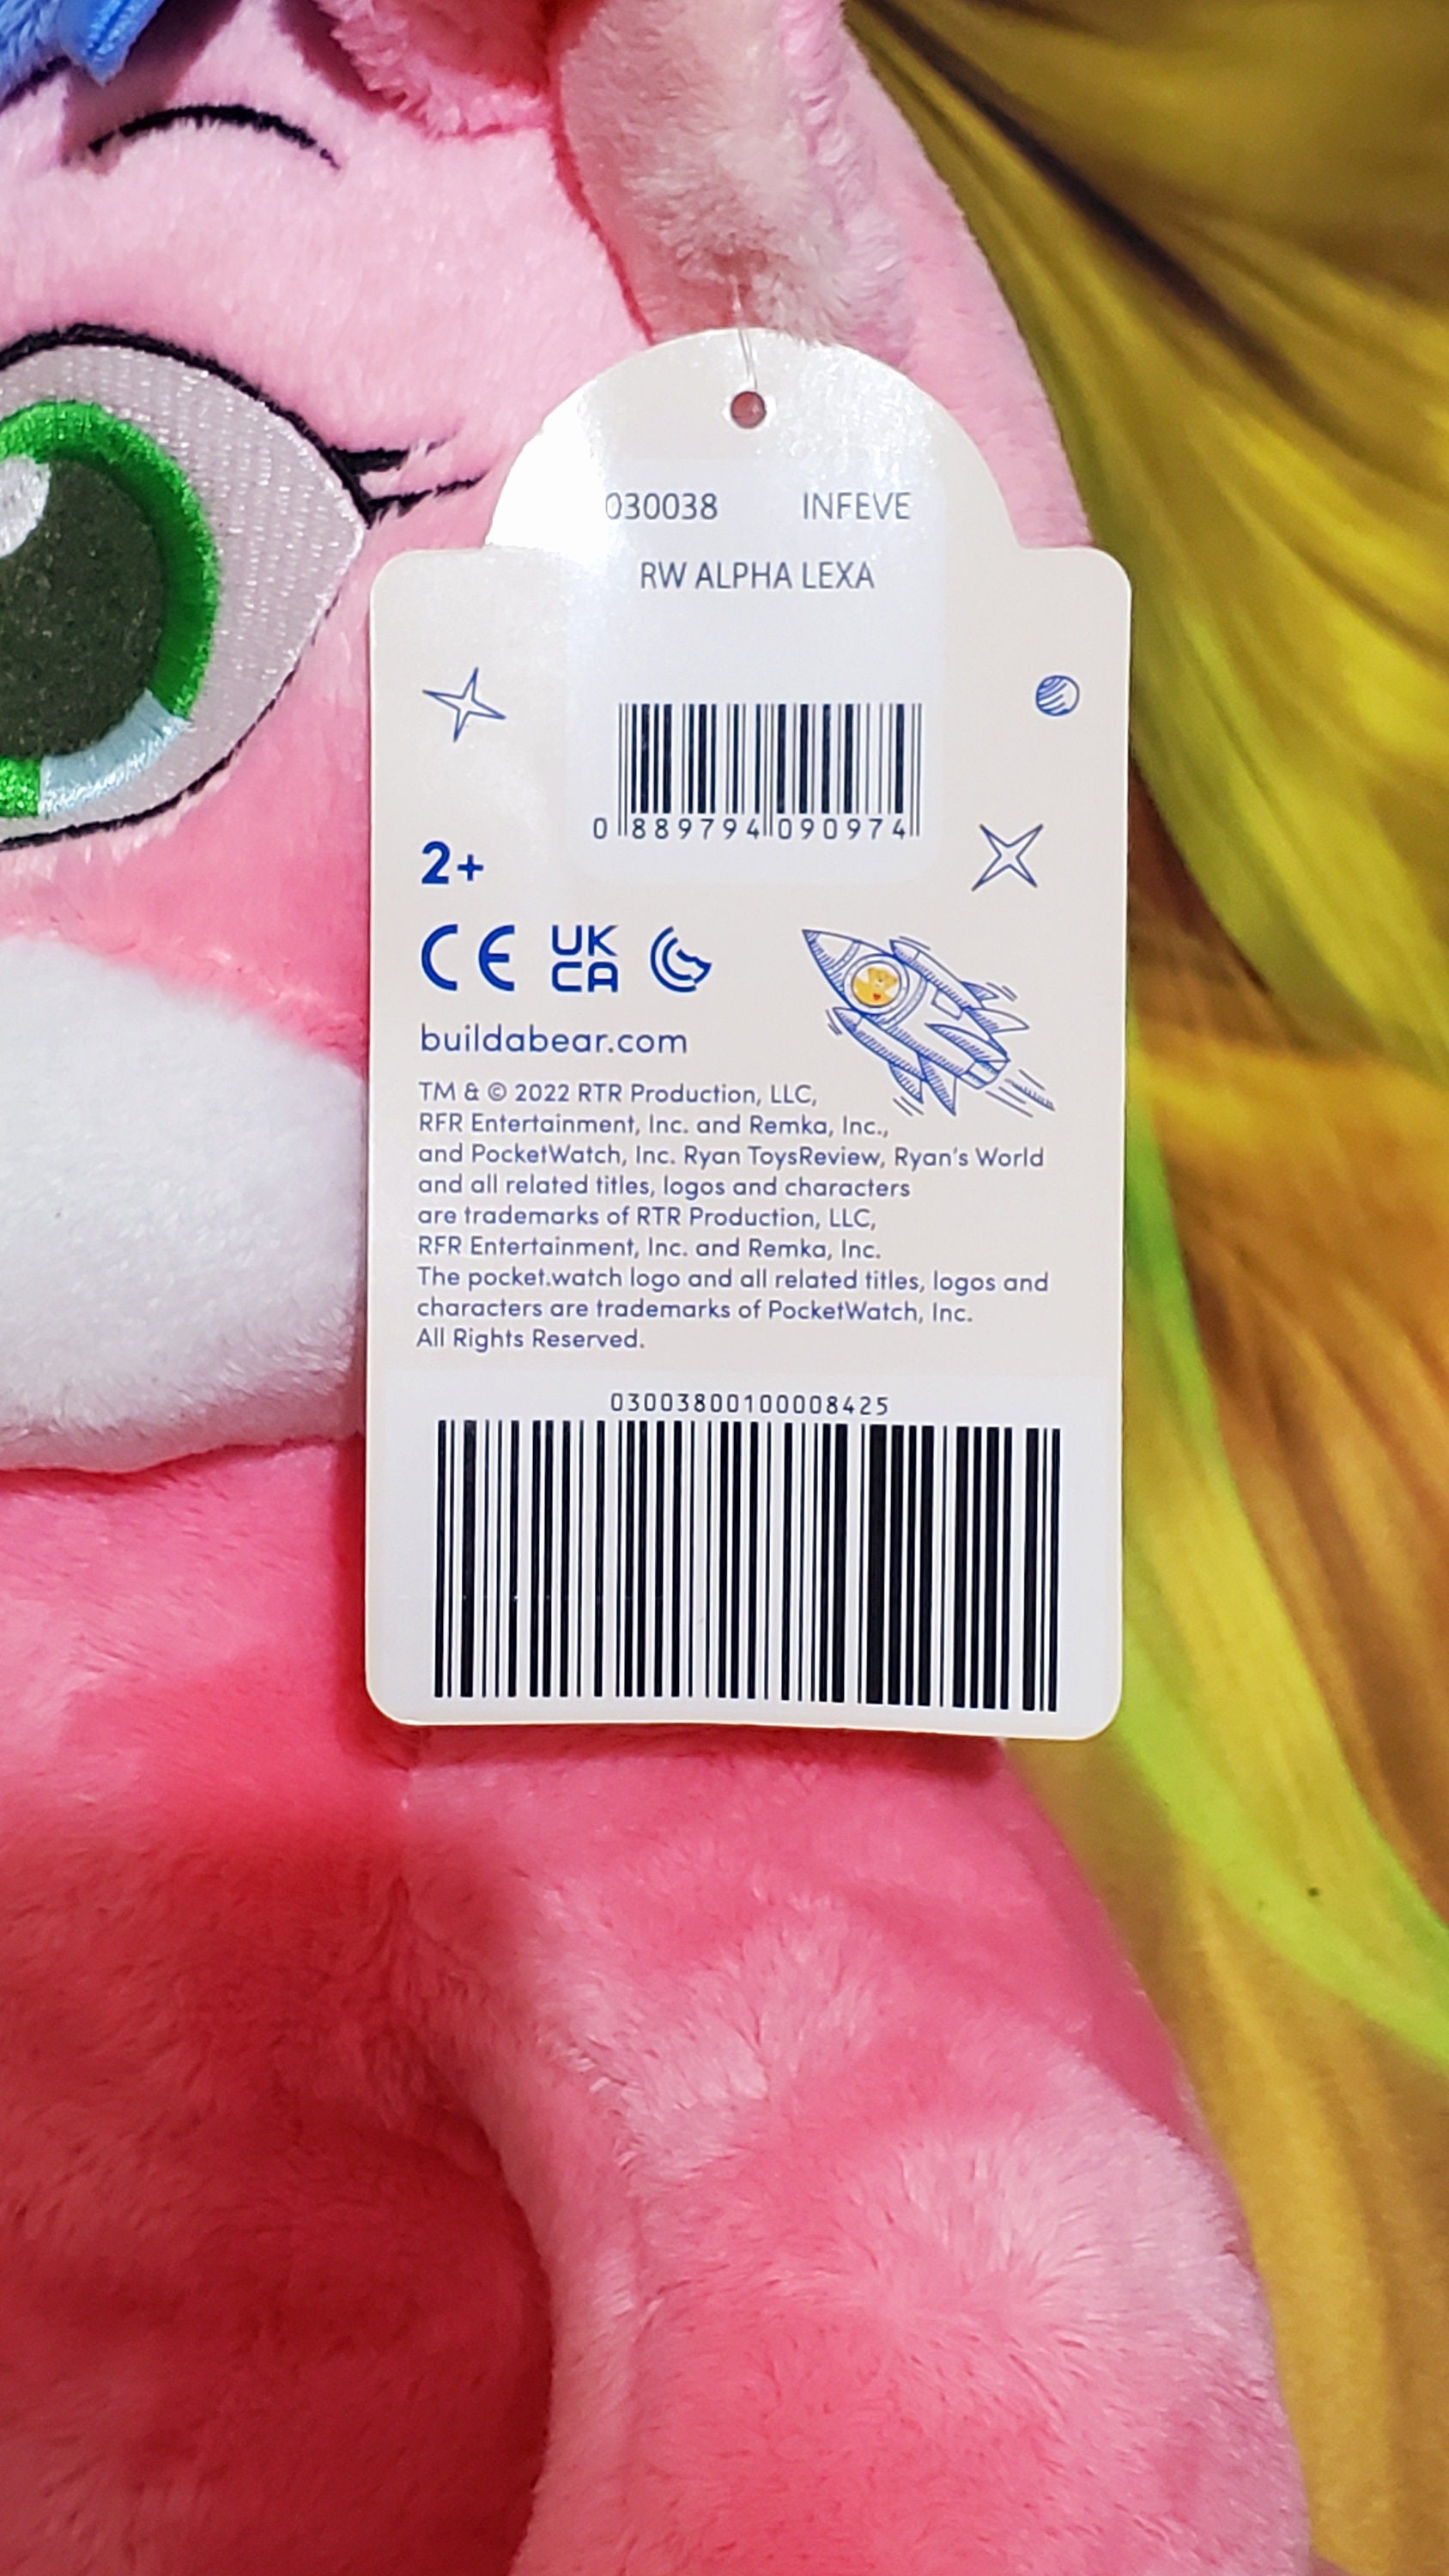 030038 INFEVE
RW ALPHA LEXA
0 889794 090974
2+
CE UK CA
buildabear.com
TM & © 2022 RTR Production, LLC,
RFR Entertainment, Inc. and Remka, Inc.,
and PocketWatch, Inc. Ryan ToysReview, Ryan's World
and all related titles, logos and characters
are trademarks of RTR Production, LLC,
RFR Entertainment, Inc. and Remka, Inc.
The pocket.watch logo and all related titles, logos and
characters are trademarks of PocketWatch, Inc.
All Rights Reserved.
03003800100008425